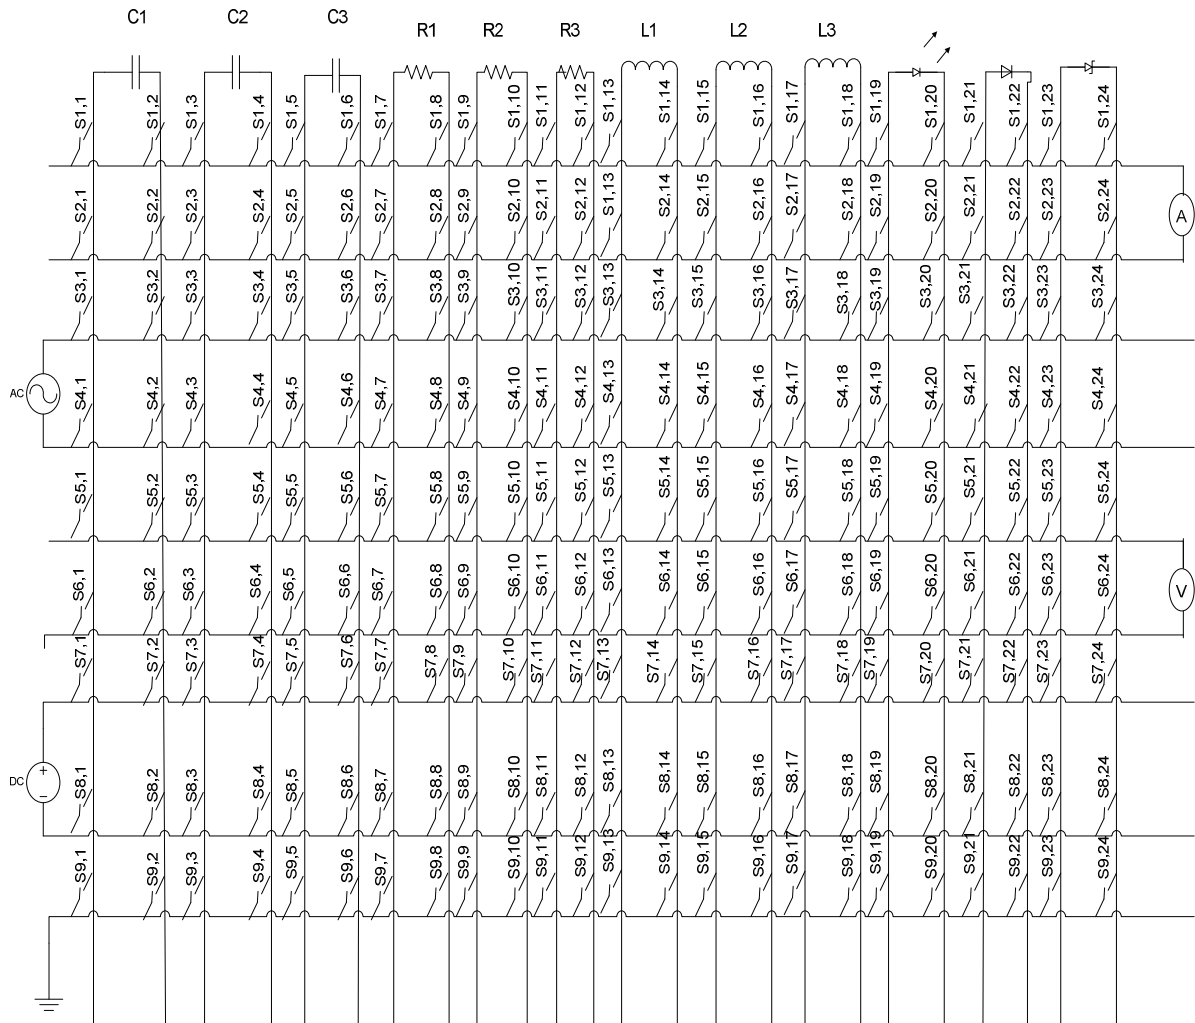 C1 C2 C3 R1 R2 R3 L1 L2 L3
S1,1 S1,2 S1,3 S1,4 S1,5 S1,6 S1,7 S1,8 S1,9 S1,10 S1,11 S1,12 S1,13 S1,14 S1,15 S1,16 S1,17 S1,18 S1,19 S1,20 S1,21 S1,22 S1,23 S1,24
S2,1 S2,2 S2,3 S2,4 S2,5 S2,6 S2,7 S2,8 S2,9 S2,10 S2,11 S2,12 S1,13 S2,14 S2,15 S2,16 S2,17 S2,18 S2,19 S2,20 S2,21 S2,22 S2,23 S2,24
A
S3,1 S3,2 S3,3 S3,4 S3,5 S3,6 S3,7 S3,8 S3,9 S3,10 S3,11 S3,12 S3,13 S3,14 S3,15 S3,16 S3,17 S3,18 S3,19 S3,20 S3,21 S3,22 S3,23 S3,24
AC
S4,1 S4,2 S4,3 S4,4 S4,5 S4,6 S4,7 S4,8 S4,9 S4,10 S4,11 S4,12 S4,13 S4,14 S4,15 S4,16 S4,17 S4,18 S4,19 S4,20 S4,21 S4,22 S4,23 S4,24
S5,1 S5,2 S5,3 S5,4 S5,5 S5,6 S5,7 S5,8 S5,9 S5,10 S5,11 S5,12 S5,13 S5,14 S5,15 S5,16 S5,17 S5,18 S5,19 S5,20 S5,21 S5,22 S5,23 S5,24
S6,1 S6,2 S6,3 S6,4 S6,5 S6,6 S6,7 S6,8 S6,9 S6,10 S6,11 S6,12 S6,13 S6,14 S6,15 S6,16 S6,17 S6,18 S6,19 S6,20 S6,21 S6,22 S6,23 S6,24
V
S7,1 S7,2 S7,3 S7,4 S7,5 S7,6 S7,7 S7,8 S7,9 S7,10 S7,11 S7,12 S7,13 S7,14 S7,15 S7,16 S7,17 S7,18 S7,19 S7,20 S7,21 S7,22 S7,23 S7,24
DC
S8,1 S8,2 S8,3 S8,4 S8,5 S8,6 S8,7 S8,8 S8,9 S8,10 S8,11 S8,12 S8,13 S8,14 S8,15 S8,16 S8,17 S8,18 S8,19 S8,20 S8,21 S8,22 S8,23 S8,24
S9,1 S9,2 S9,3 S9,4 S9,5 S9,6 S9,7 S9,8 S9,9 S9,10 S9,11 S9,12 S9,13 S9,14 S9,15 S9,16 S9,17 S9,18 S9,19 S9,20 S9,21 S9,22 S9,23 S9,24